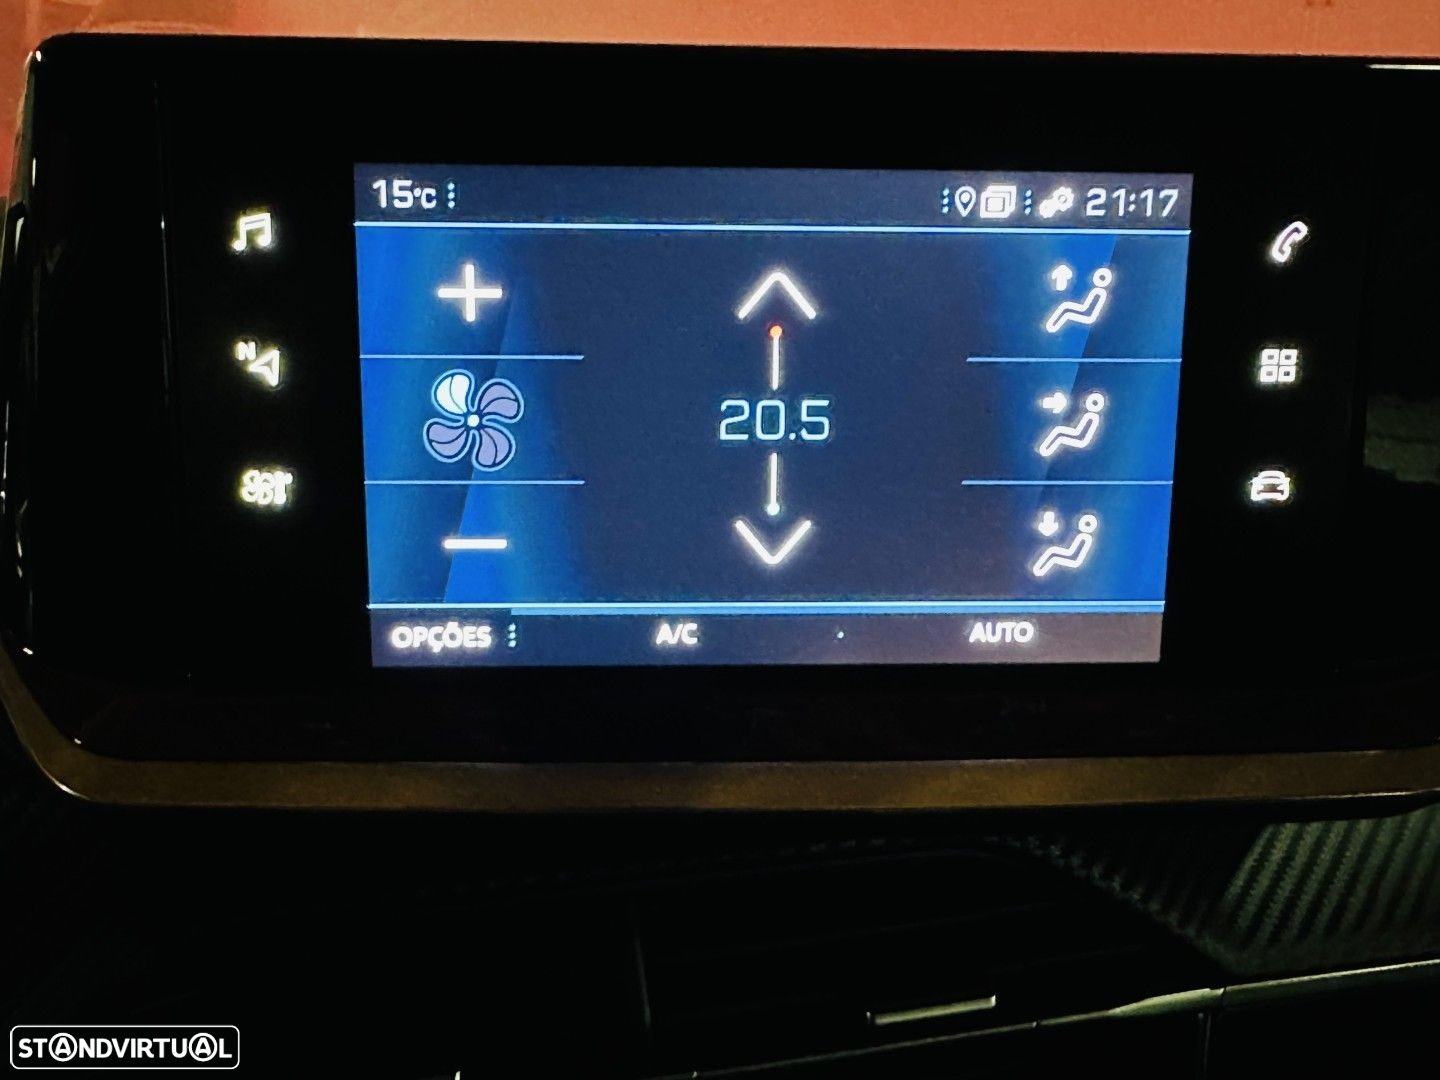 15°C
21:17
N
20.5
OPÇÕES
A/C
AUTO
STANDVIRTUAL